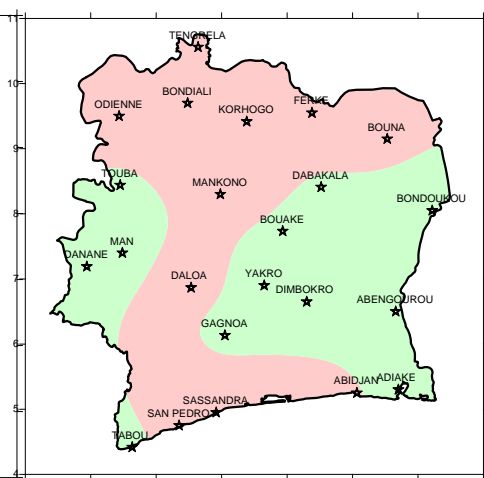 11
TENGRELA
10
BONDIALI
ODIENNE
FERKE
KORHOGO
BOUNA
9
TOUBA
DABAKALA
MANKONO
BONDOUKOU
8
BOUAKE
MAN
DANANE
7
DALOA
YAKRO
DIMBOKRO
ABENGOUROU
GAGNOA
6
ABIDJAN
ADIAKE
SASSANDRA
5
SAN PEDRO
TABOU
4